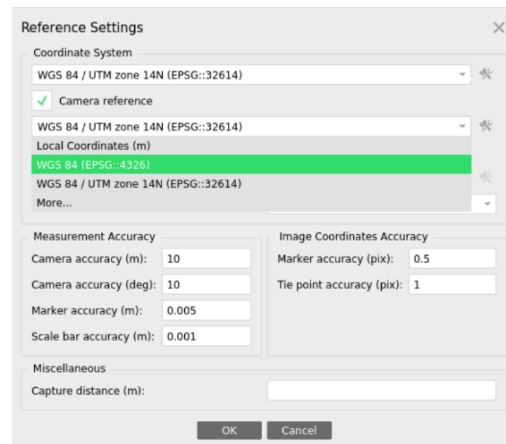 Reference Settings
Coordinate System
WGS 84 / UTM zone 14N (EPSG::32614)
Camera reference
WGS 84 / UTM zone 14N (EPSG::32614)
Local Coordinates (m)
WGS 84 (EPSG::4326)
WGS 84 / UTM zone 14N (EPSG::32614)
More...
Measurement Accuracy
Camera accuracy (m): 10
Camera accuracy (deg): 10
Marker accuracy (m): 0.005
Scale bar accuracy (m): 0.001
Image Coordinates Accuracy
Marker accuracy (pix): 0.5
Tie point accuracy (pix): 1
Miscellaneous
Capture distance (m):
OK Cancel